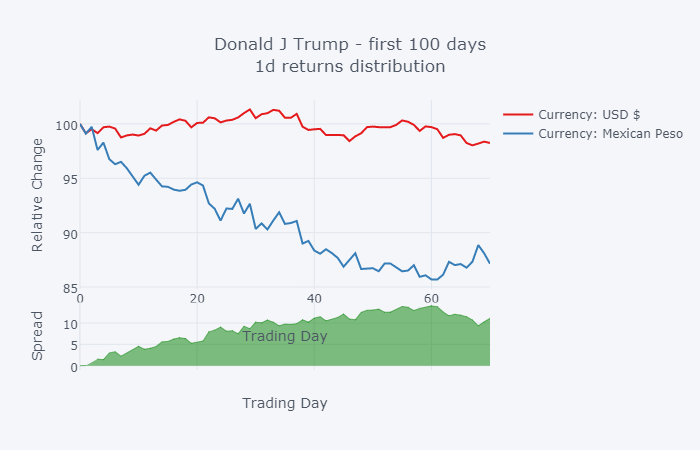 Donald J Trump - first 100 days
1d returns distribution
Currency: USD $
Currency: Mexican Peso
Relative Change
100
95
90
85
0
20
40
60
Spread
10
5
0
Trading Day
Trading Day